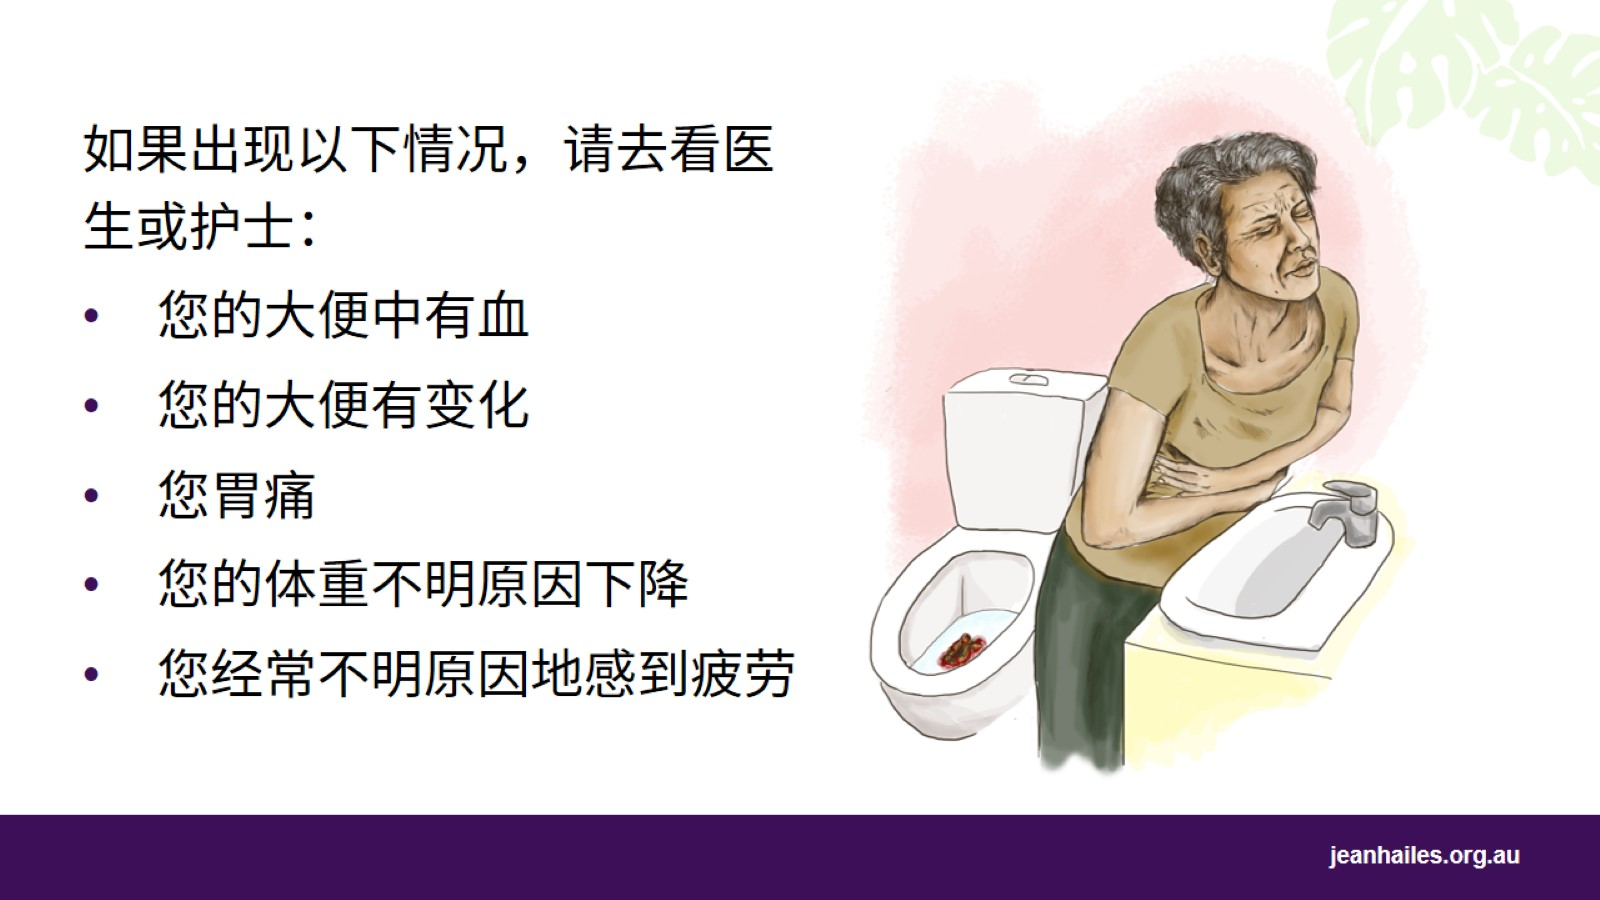 如果出现以下情况，请去看医
生或护士：
• 您的大便中有血
• 您的大便有变化
• 您胃痛
• 您的体重不明原因下降
• 您经常不明原因地感到疲劳
jeanhailes.org.au